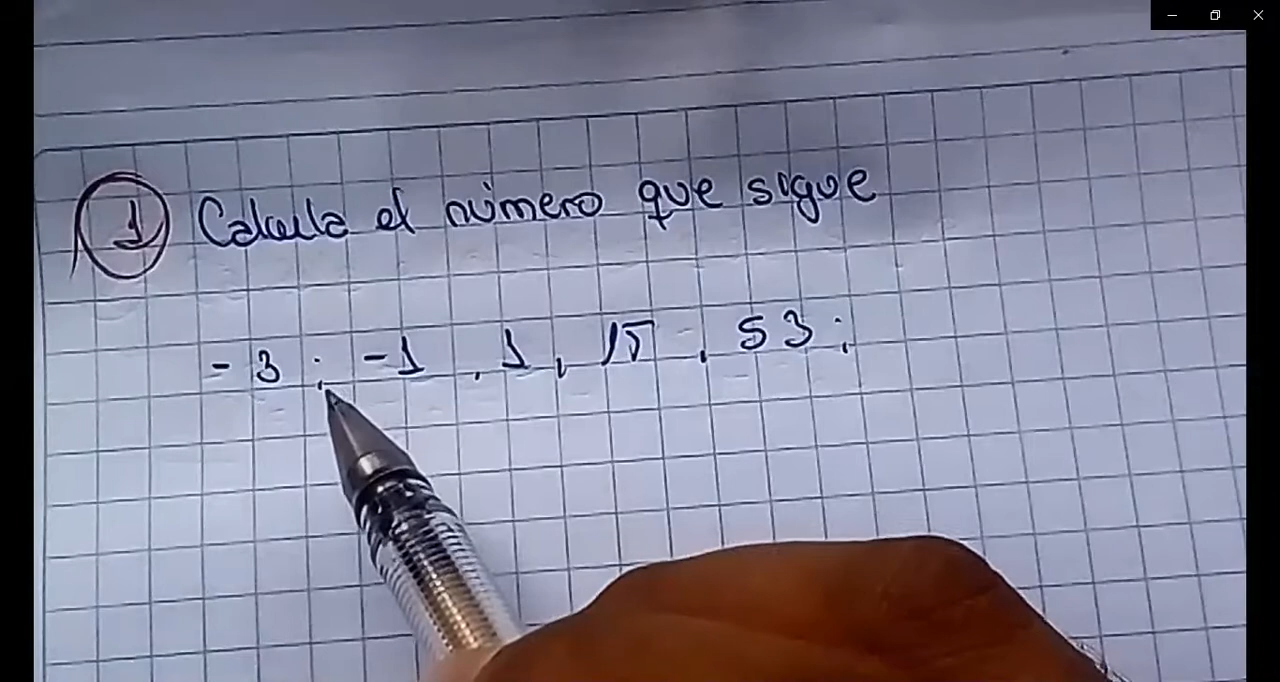 1 Calcula el número que sigue
-3 ; -1 , 1 , 15 , 53 ;